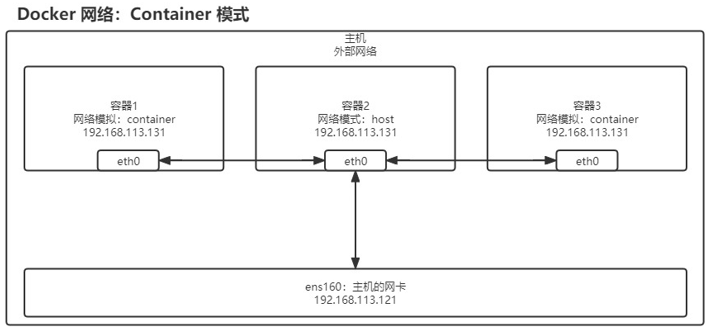 Docker 网络：Container 模式
主机
外部网络
容器1
网络模拟：container
192.168.113.131
eth0
容器2
网络模式：host
192.168.113.131
eth0
容器3
网络模拟：container
192.168.113.131
eth0
ens160：主机的网卡
192.168.113.121